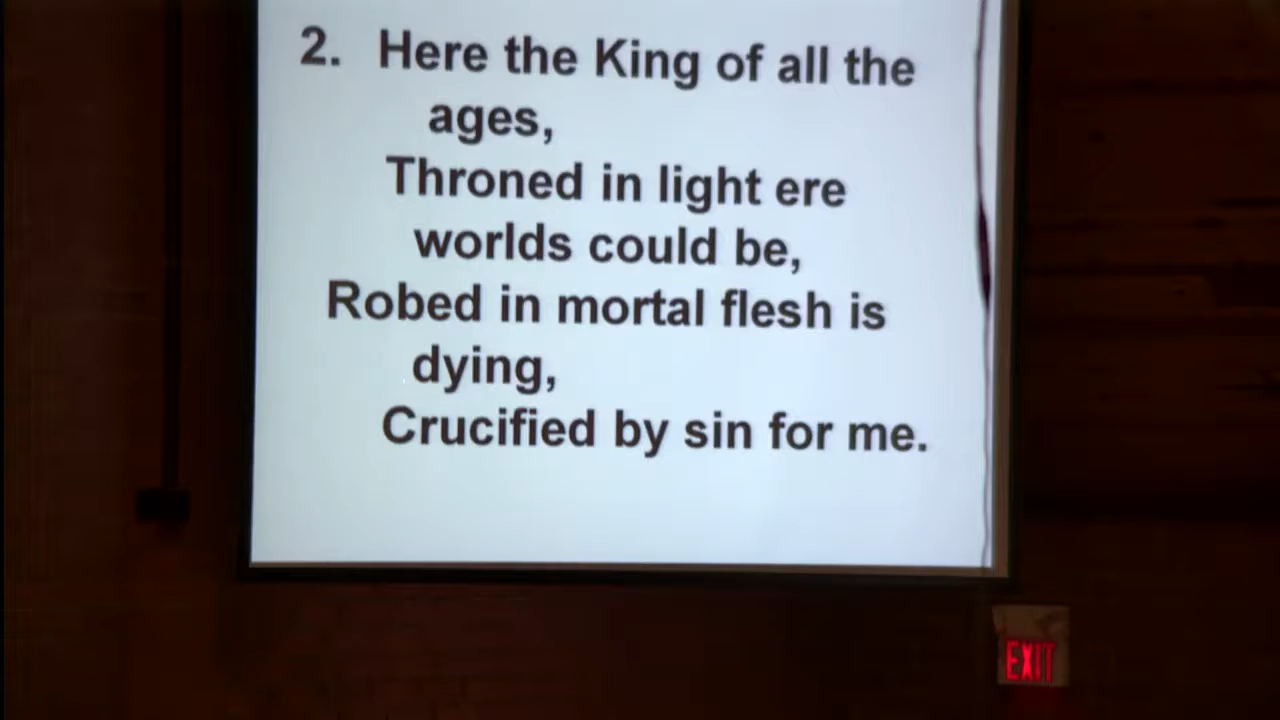 2. Here the King of all the
ages,
Throned in light ere
worlds could be,
Robed in mortal flesh is
dying,
Crucified by sin for me.
EXIT